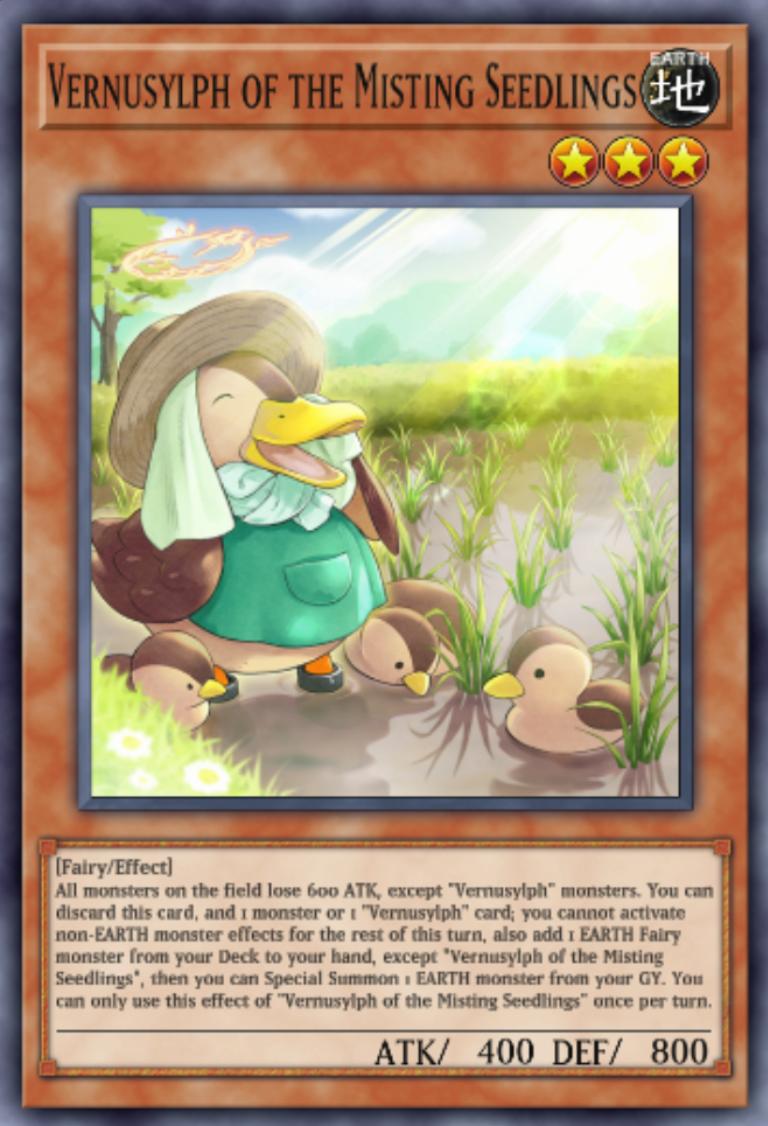 VERNUSYLPH OF THE MISTING SEEDLINGS
EARTH
地
[Fairy/Effect]
All monsters on the field lose 600 ATK, except "Vernusylph" monsters. You can
discard this card, and 1 monster or 1 "Vernusylph" card; you cannot activate
non-EARTH monster effects for the rest of this turn, also add 1 EARTH Fairy
monster from your Deck to your hand, except "Vernusylph of the Misting
Seedlings", then you can Special Summon 1 EARTH monster from your GY. You
can only use this effect of "Vernusylph of the Misting Seedlings" once per turn.
ATK/ 400 DEF/ 800